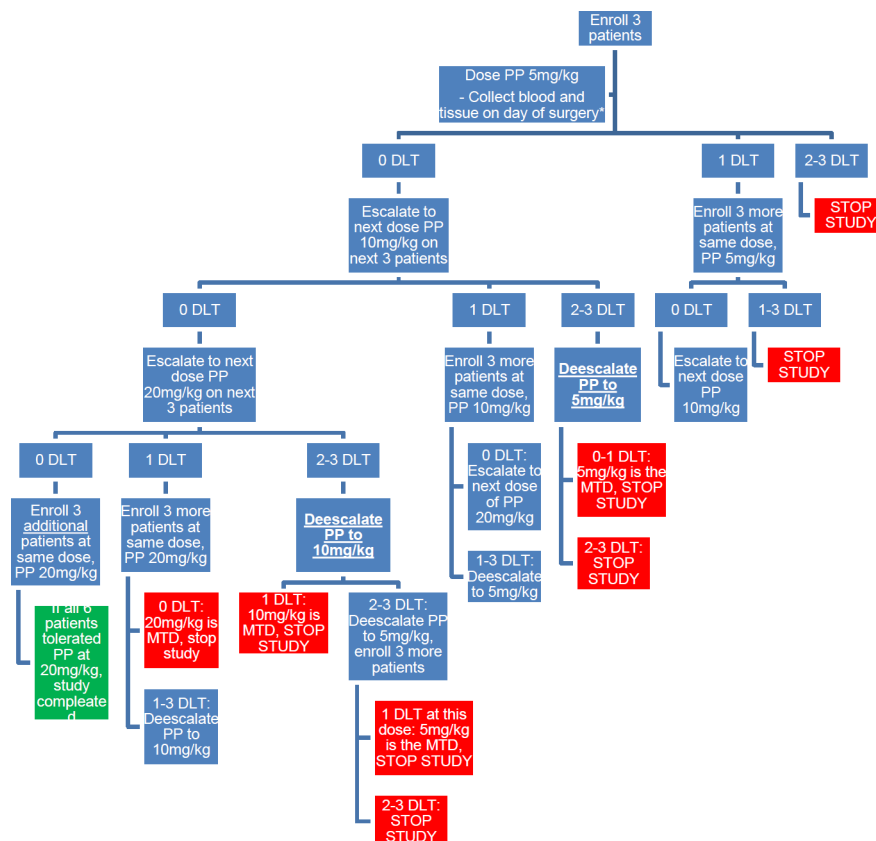 Enroll 3
patients
Dose PP 5mg/kg
- Collect blood and
tissue on day of surgery*
0 DLT
1 DLT
2-3 DLT
Escalate to
next dose PP
10mg/kg on
next 3 patients
Enroll 3 more
patients at
same dose,
PP 5mg/kg
STOP
STUDY
0 DLT
1 DLT
2-3 DLT
0 DLT
1-3 DLT
Escalate to next
dose PP
20mg/kg on next
3 patients
Enroll 3 more
patients at
same dose,
PP 10mg/kg
Deescalate
PP to
5mg/kg
Escalate to
next dose
PP
10mg/kg
STOP
STUDY
0 DLT
1 DLT
2-3 DLT
0 DLT:
Escalate to
next dose
of PP
20mg/kg
0-1 DLT:
5mg/kg is the
MTD, STOP
STUDY
Enroll 3
additional
patients at
same dose,
PP 20mg/kg
Enroll 3 more
patients at
same dose,
PP 20mg/kg
Deescalate
PP to
10mg/kg
1-3 DLT:
Deescalate
to 5mg/kg
2-3 DLT:
STOP
STUDY
If all 6
patients
tolerated
PP at
20mg/kg,
study
compleate
d
0 DLT:
20mg/kg is
MTD, stop
study
1 DLT:
10mg/kg is
MTD, STOP
STUDY
2-3 DLT:
Deescalate PP
to 5mg/kg,
enroll 3 more
patients
1-3 DLT:
Deescalate
PP to
10mg/kg
1 DLT at this
dose: 5mg/kg
is the MTD,
STOP STUDY
2-3 DLT:
STOP
STUDY